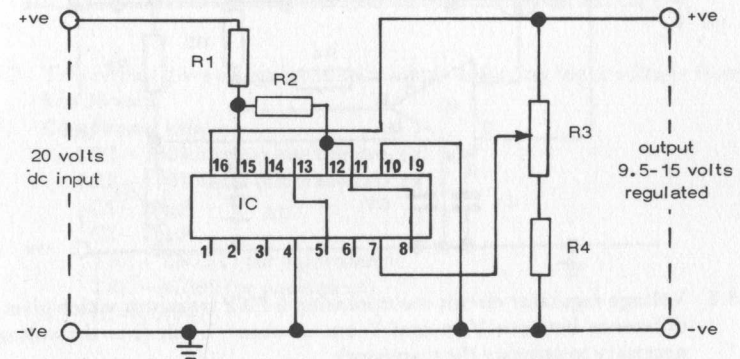 +ve
+ve
R1
R2
16 15 14 13 12 11 10 9
R3
20 volts
dc input
output
9.5-15 volts
regulated
IC
1 2 3 4 5 6 7 8
R4
-ve
-ve